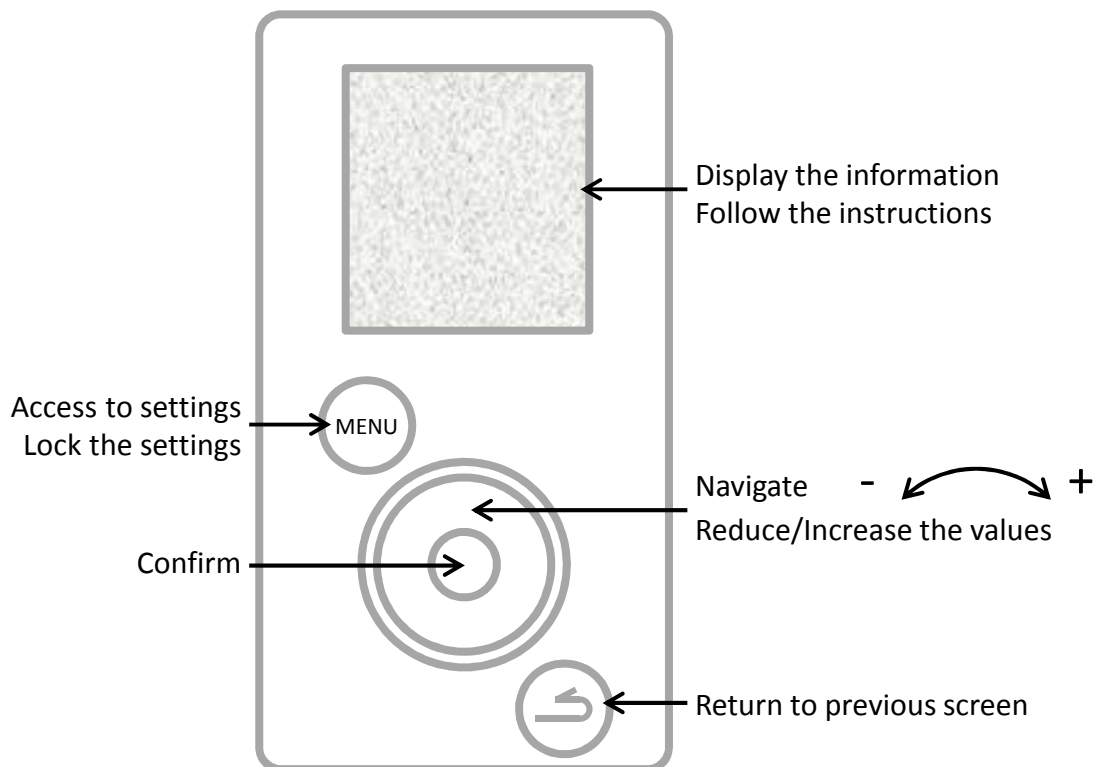 Display the information
Follow the instructions
Access to settings
Lock the settings
MENU
Navigate - +
Reduce/Increase the values
Confirm
Return to previous screen